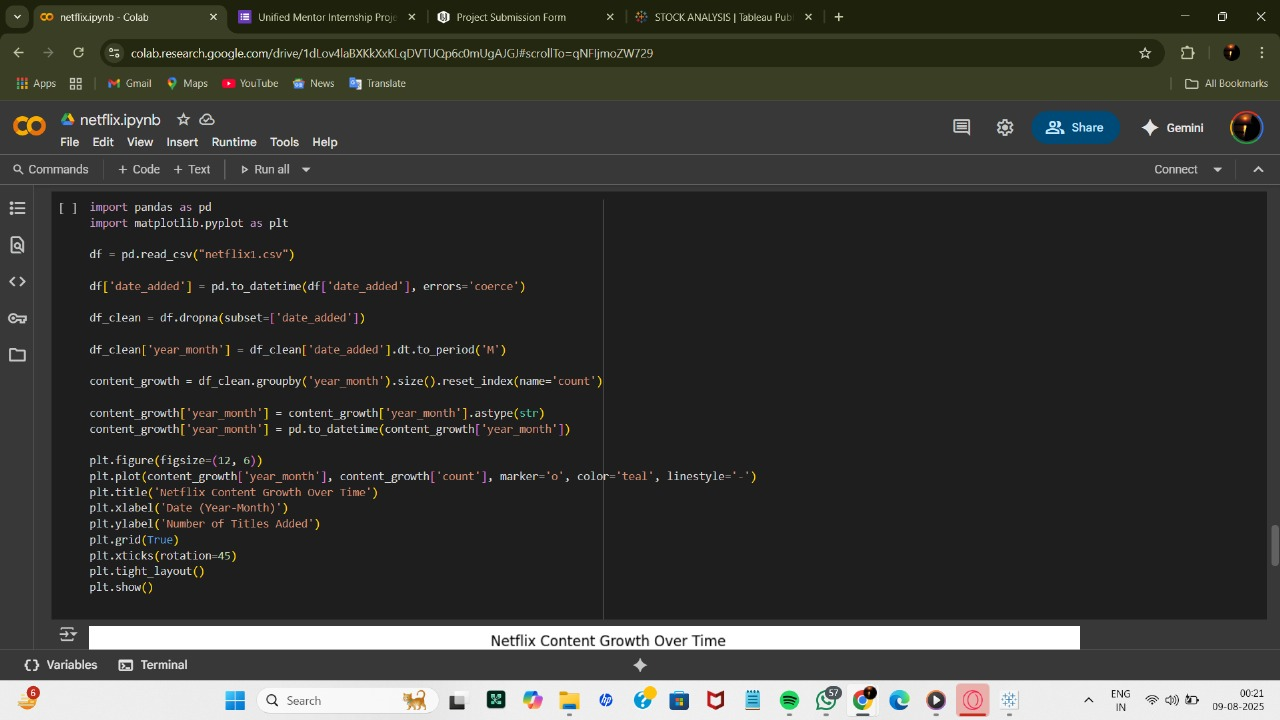 netflix.ipynb - Colab
Unified Mentor Internship Proje
Project Submission Form
STOCK ANALYSIS | Tableau Pub
colab.research.google.com/drive/1dLov4laBXKkXxKLqDVTUQp6c0mUgAJGJ#scrollTo=qNFIjmoZW729
Apps
Gmail
Maps
YouTube
News
Translate
All Bookmarks
netflix.ipynb
File Edit View Insert Runtime Tools Help
Share
Gemini
Commands
+ Code + Text
Run all
Connect
[ ] import pandas as pd
import matplotlib.pyplot as plt
df = pd.read_csv("netflix1.csv")
df['date_added'] = pd.to_datetime(df['date_added'], errors='coerce')
df_clean = df.dropna(subset=['date_added'])
df_clean['year_month'] = df_clean['date_added'].dt.to_period('M')
content_growth = df_clean.groupby('year_month').size().reset_index(name='count')
content_growth['year_month'] = content_growth['year_month'].astype(str)
content_growth['year_month'] = pd.to_datetime(content_growth['year_month'])
plt.figure(figsize=(12, 6))
plt.plot(content_growth['year_month'], content_growth['count'], marker='o', color='teal', linestyle='-')
plt.title('Netflix Content Growth Over Time')
plt.xlabel('Date (Year-Month)')
plt.ylabel('Number of Titles Added')
plt.grid(True)
plt.xticks(rotation=45)
plt.tight_layout()
plt.show()
Netflix Content Growth Over Time
{} Variables
Terminal
6
Search
57
ENG
IN
00:21
09-08-2025